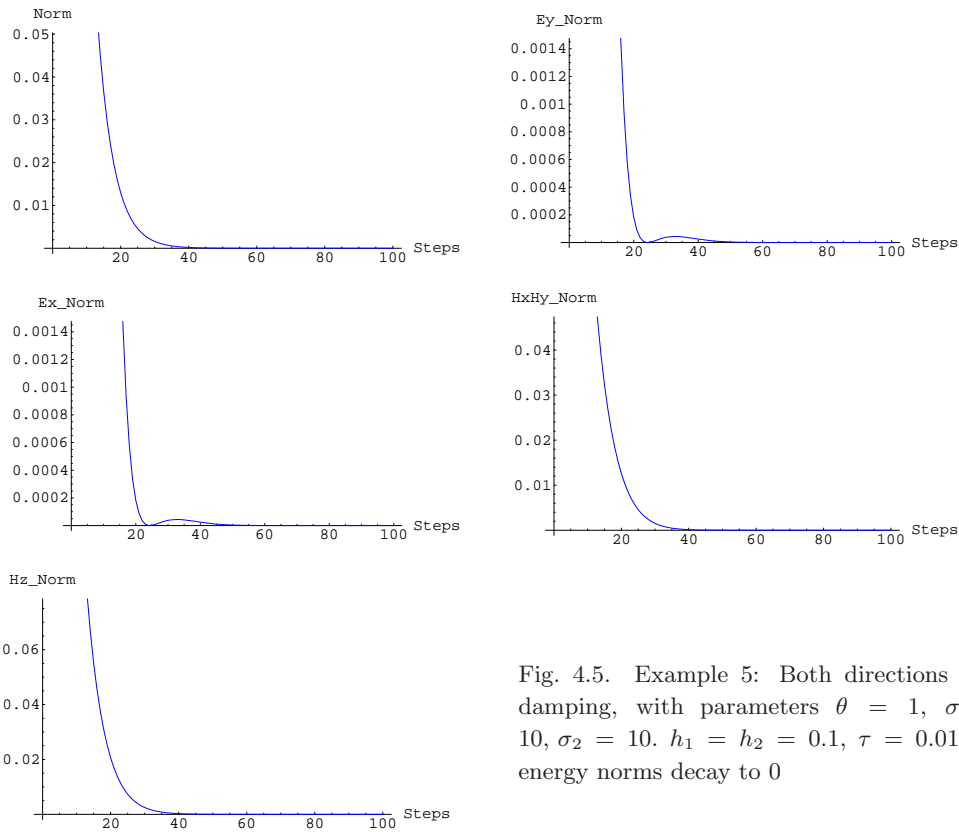 Norm
0.05
0.04
0.03
0.02
0.01
20 40 60 80 100 Steps
Ey_Norm
0.0014
0.0012
0.001
0.0008
0.0006
0.0004
0.0002
20 40 60 80 100 Steps
Ex_Norm
0.0014
0.0012
0.001
0.0008
0.0006
0.0004
0.0002
20 40 60 80 100 Steps
HxHy_Norm
0.04
0.03
0.02
0.01
20 40 60 80 100 Steps
Hz_Norm
0.06
0.04
0.02
20 40 60 80 100 Steps
Fig. 4.5. Example 5: Both directions
damping, with parameters θ = 1, σ
10, σ₂ = 10. h₁ = h₂ = 0.1, τ = 0.01
energy norms decay to 0